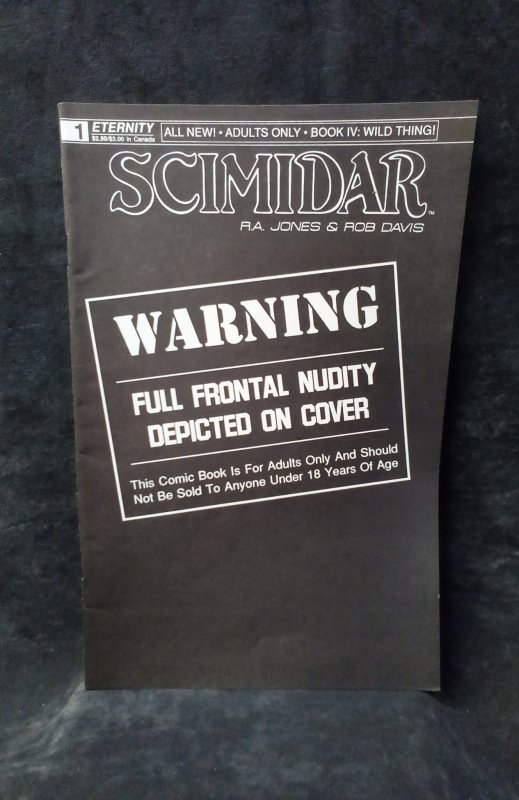 1 ETERNITY
$2.50/$3.00 in Canada
ALL NEW! • ADULTS ONLY • BOOK IV: WILD THING!
SCIMIDAR™
R.A. JONES & ROB DAVIS
WARNING
FULL FRONTAL NUDITY
DEPICTED ON COVER
This Comic Book Is For Adults Only And Should
Not Be Sold To Anyone Under 18 Years Of Age